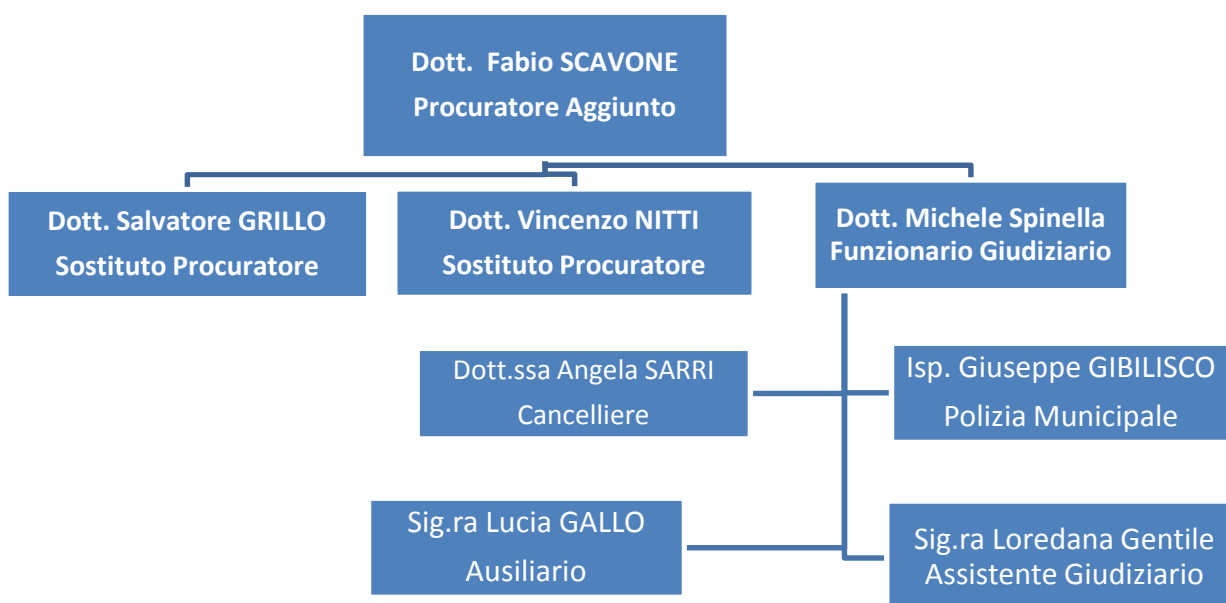 Dott. Fabio SCAVONE
Procuratore Aggiunto
Dott. Salvatore GRILLO
Sostituto Procuratore
Dott. Vincenzo NITTI
Sostituto Procuratore
Dott. Michele Spinella
Funzionario Giudiziario
Dott.ssa Angela SARRI
Cancelliere
Isp. Giuseppe GIBILISCO
Polizia Municipale
Sig.ra Lucia GALLO
Ausiliario
Sig.ra Loredana Gentile
Assistente Giudiziario